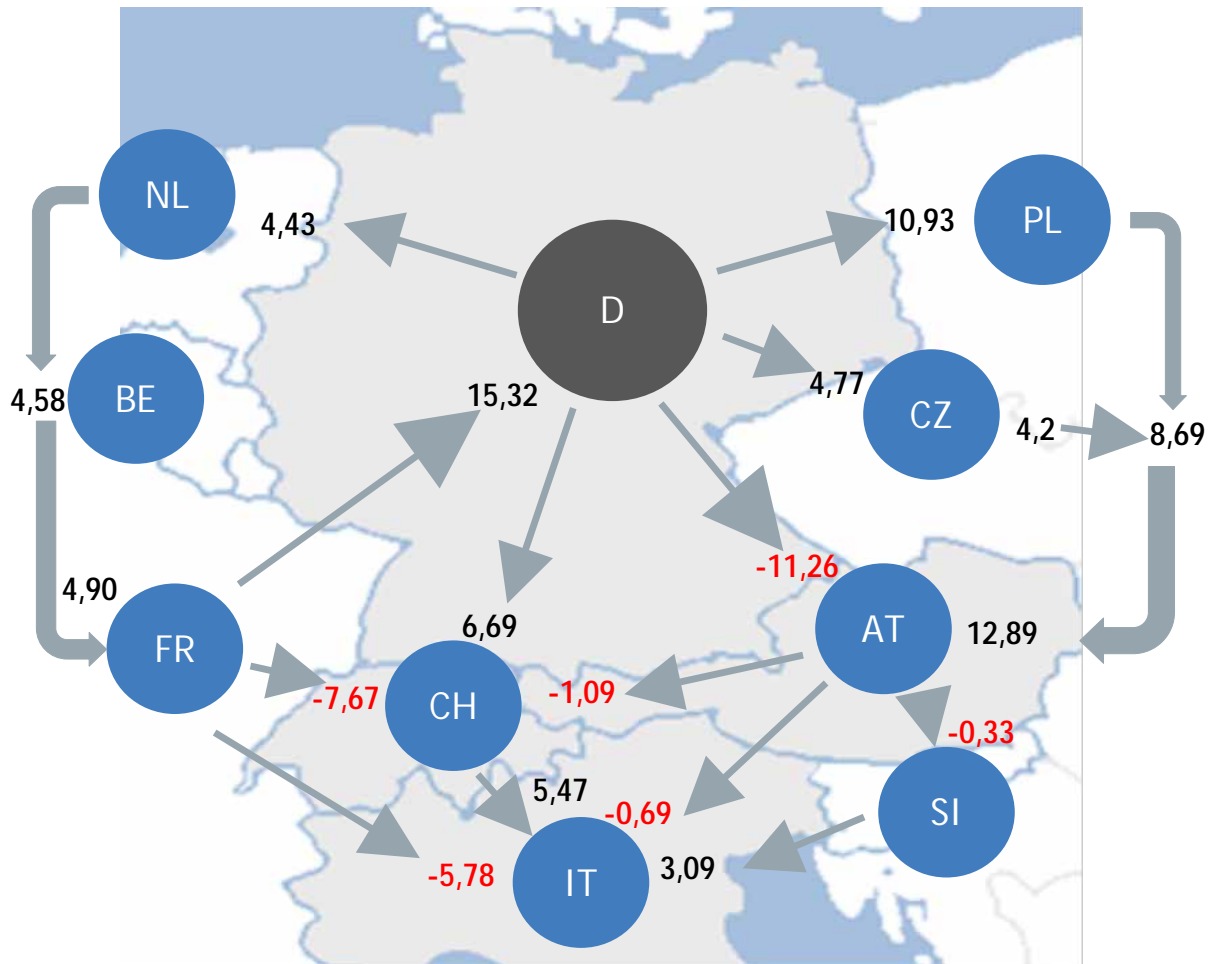 NL
4,43
10,93
PL
D
4,58
BE
15,32
4,77
CZ
4,2
8,69
-11,26
4,90
FR
6,69
AT
12,89
-7,67
CH
-1,09
-0,33
5,47
-0,69
SI
-5,78
IT
3,09